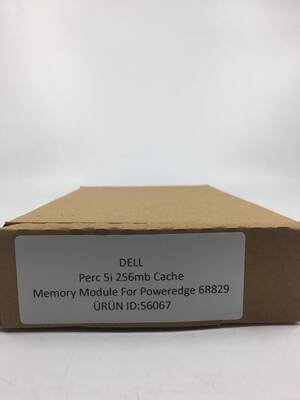 DELL
Perc 5i 256mb Cache
Memory Module For Poweredge 6R829
ÜRÜN ID:56067